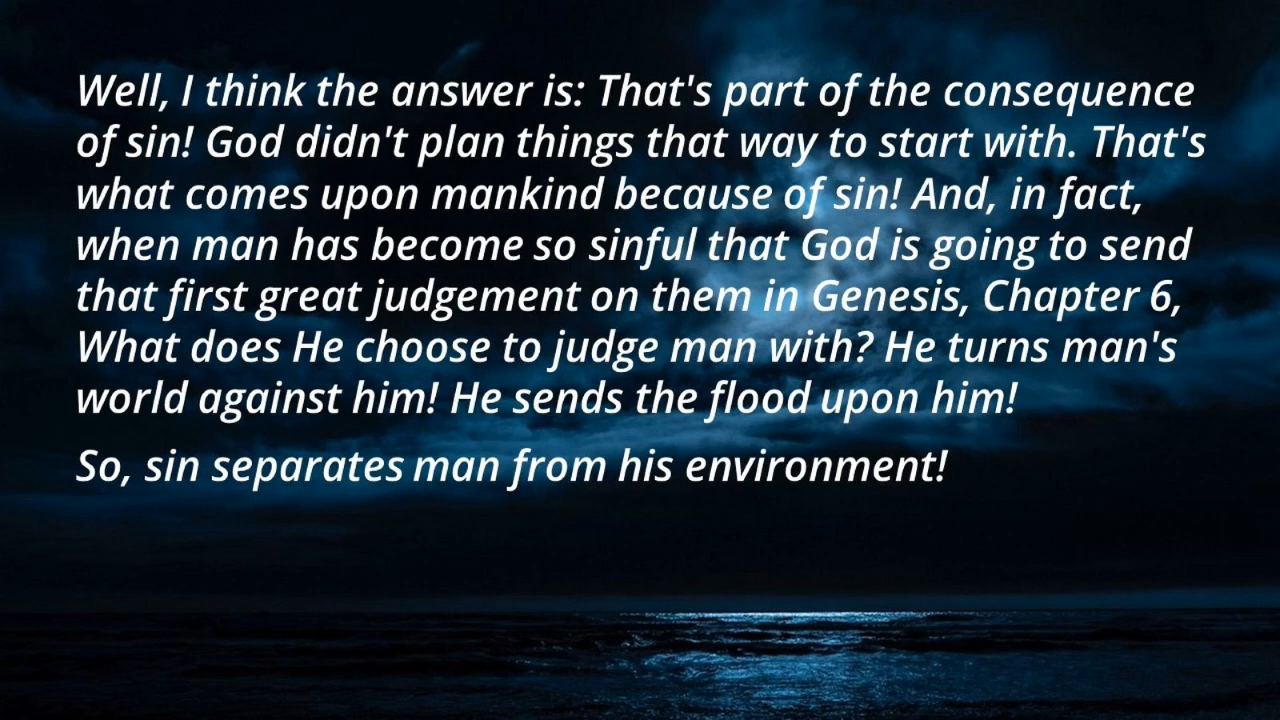 Well, I think the answer is: That's part of the consequence
of sin! God didn't plan things that way to start with. That's
what comes upon mankind because of sin! And, in fact,
when man has become so sinful that God is going to send
that first great judgement on them in Genesis, Chapter 6,
What does He choose to judge man with? He turns man's
world against him! He sends the flood upon him!
So, sin separates man from his environment!